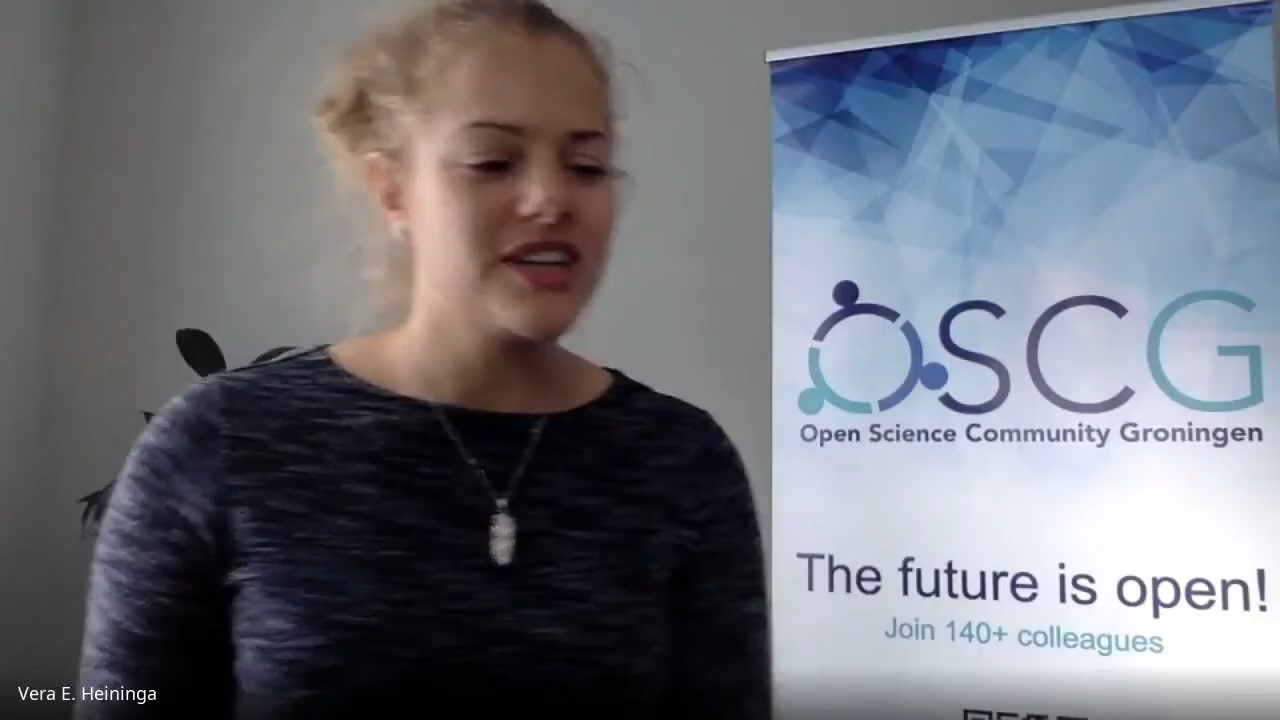 OSCG
Open Science Community Groningen
The future is open!
Join 140+ colleagues
Vera E. Heininga